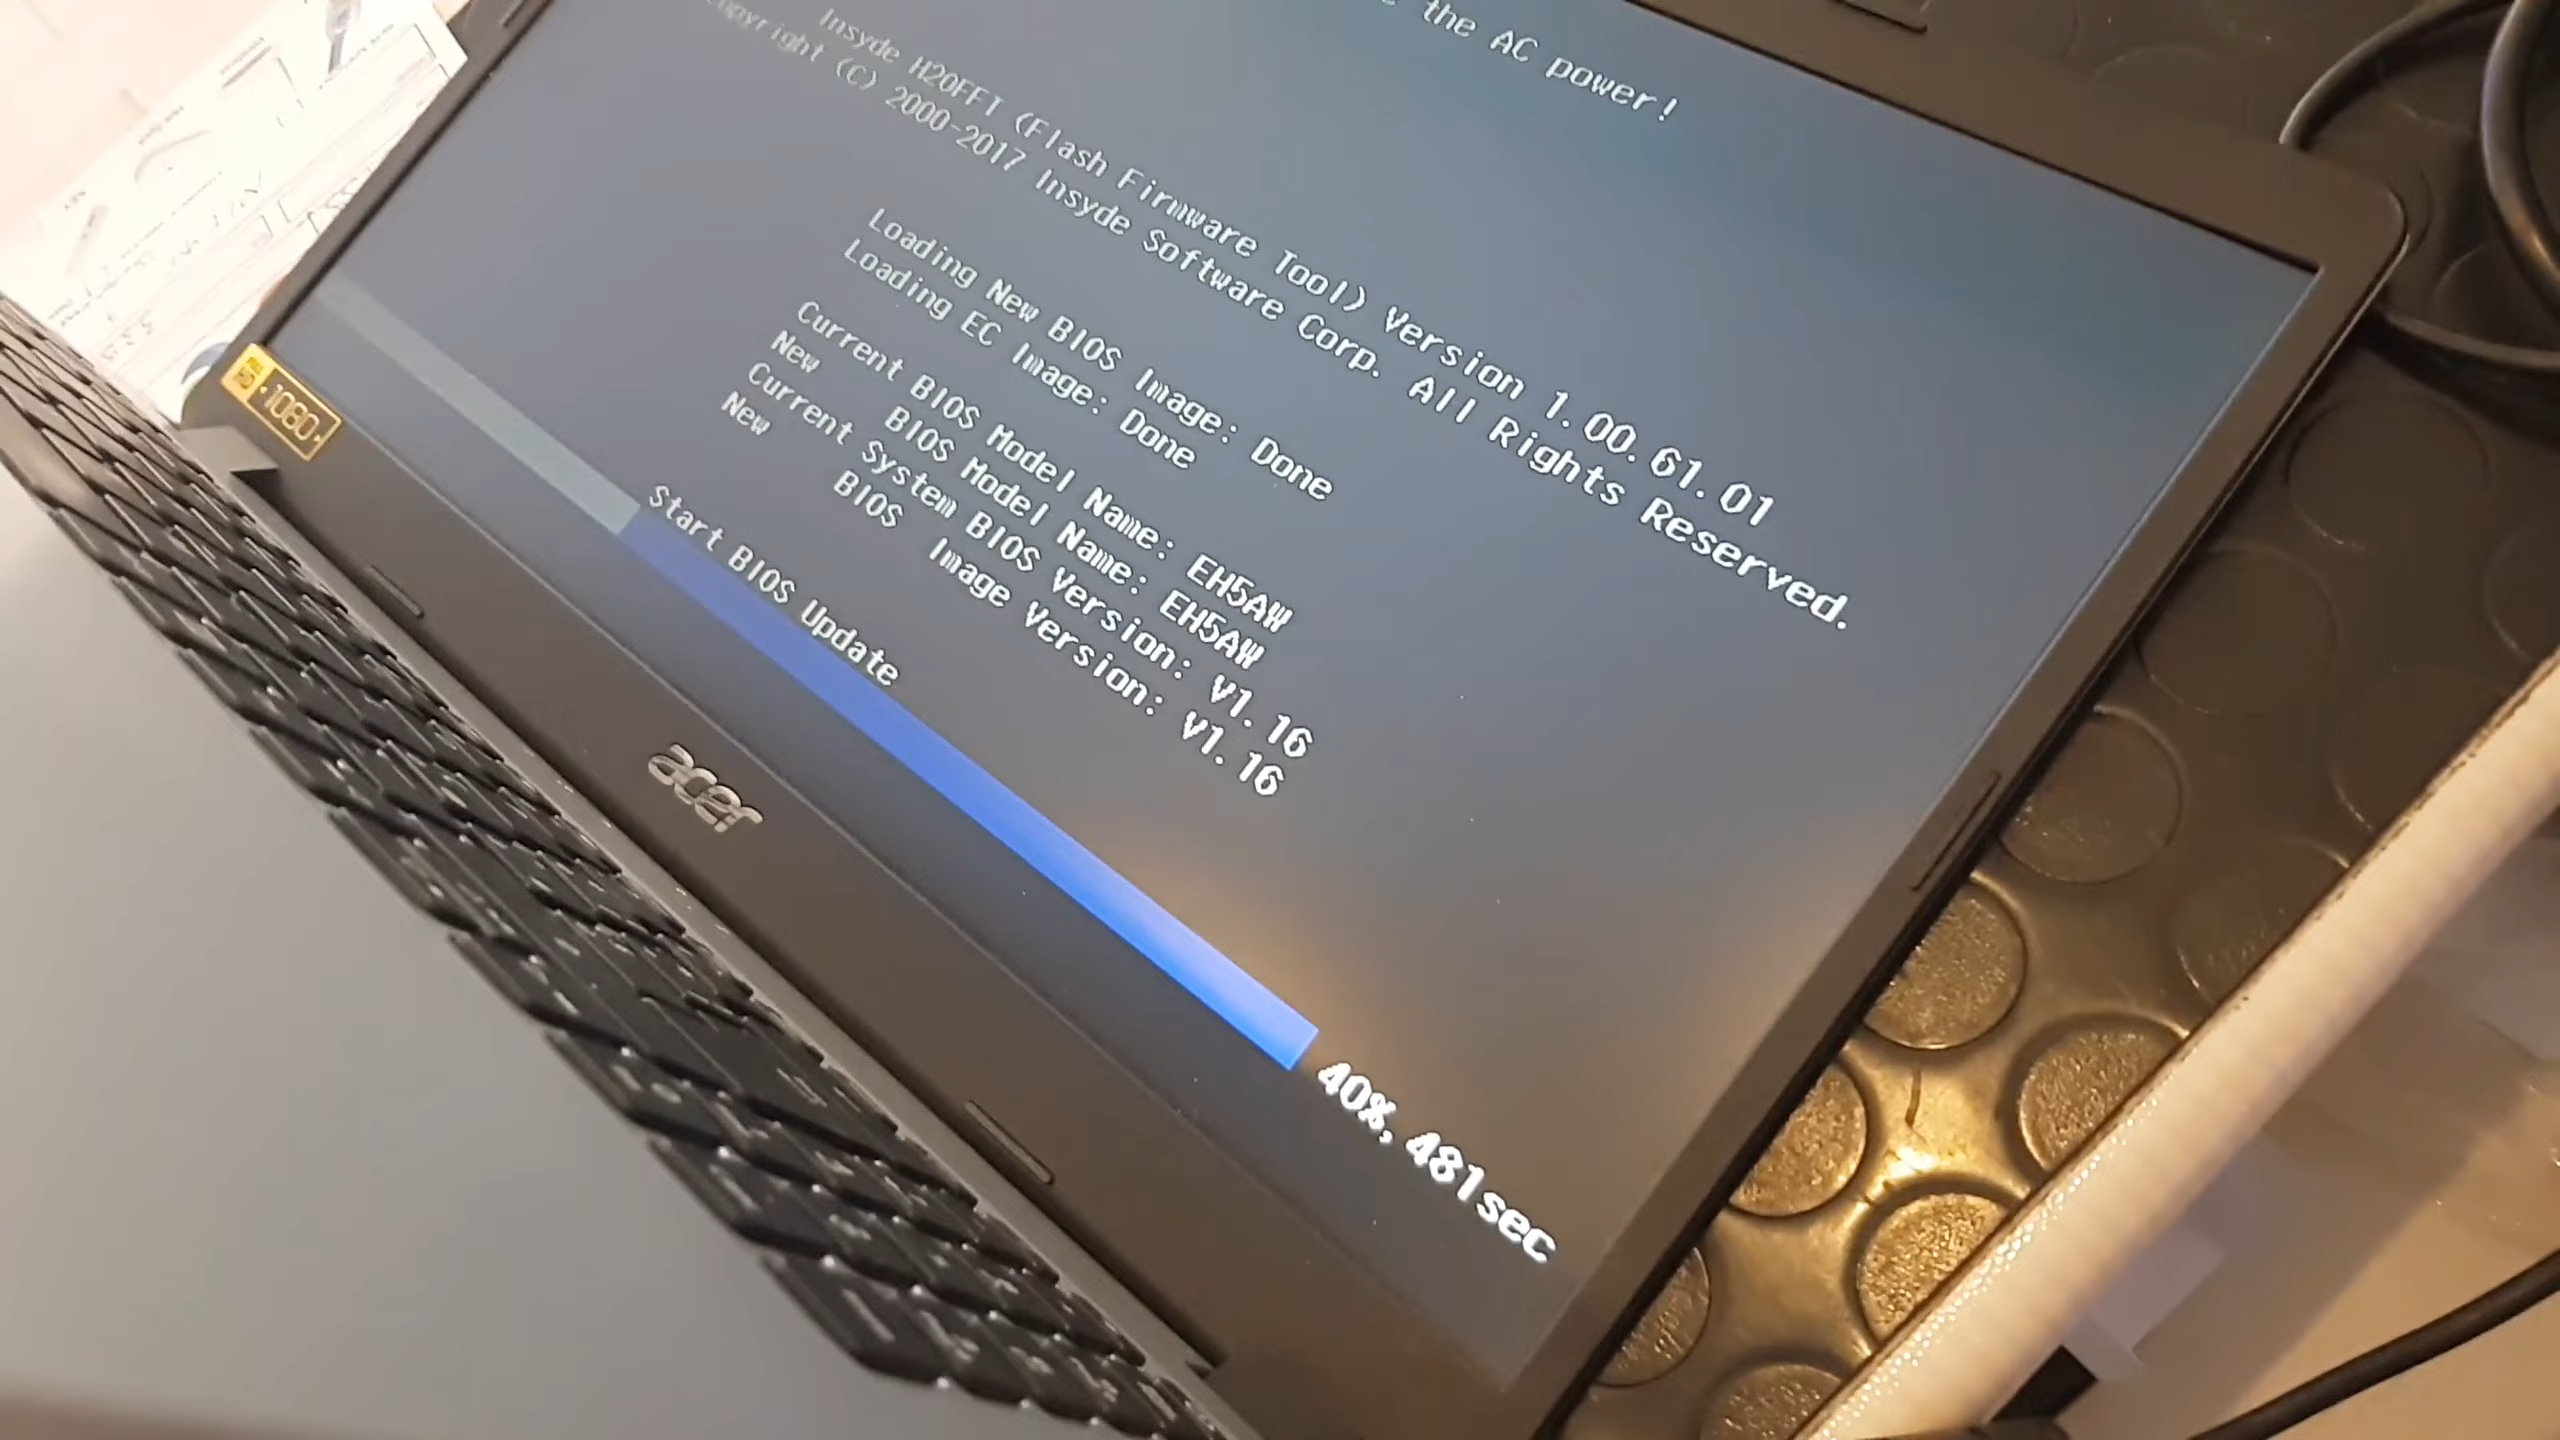 the AC power!
Insyde H2OFFT (Flash Firmware Tool) Version 1.00.61.01
Copyright (C) 2000-2017 Insyde Software Corp. All Rights Reserved.
Loading New BIOS Image: Done
Loading EC Image: Done
Current BIOS Model Name: EH5AW
New BIOS Model Name: EH5AW
Current System BIOS Version: V1.16
New BIOS Image Version: V1.16
Start BIOS Update
40%, 481sec
HD 1080
acer